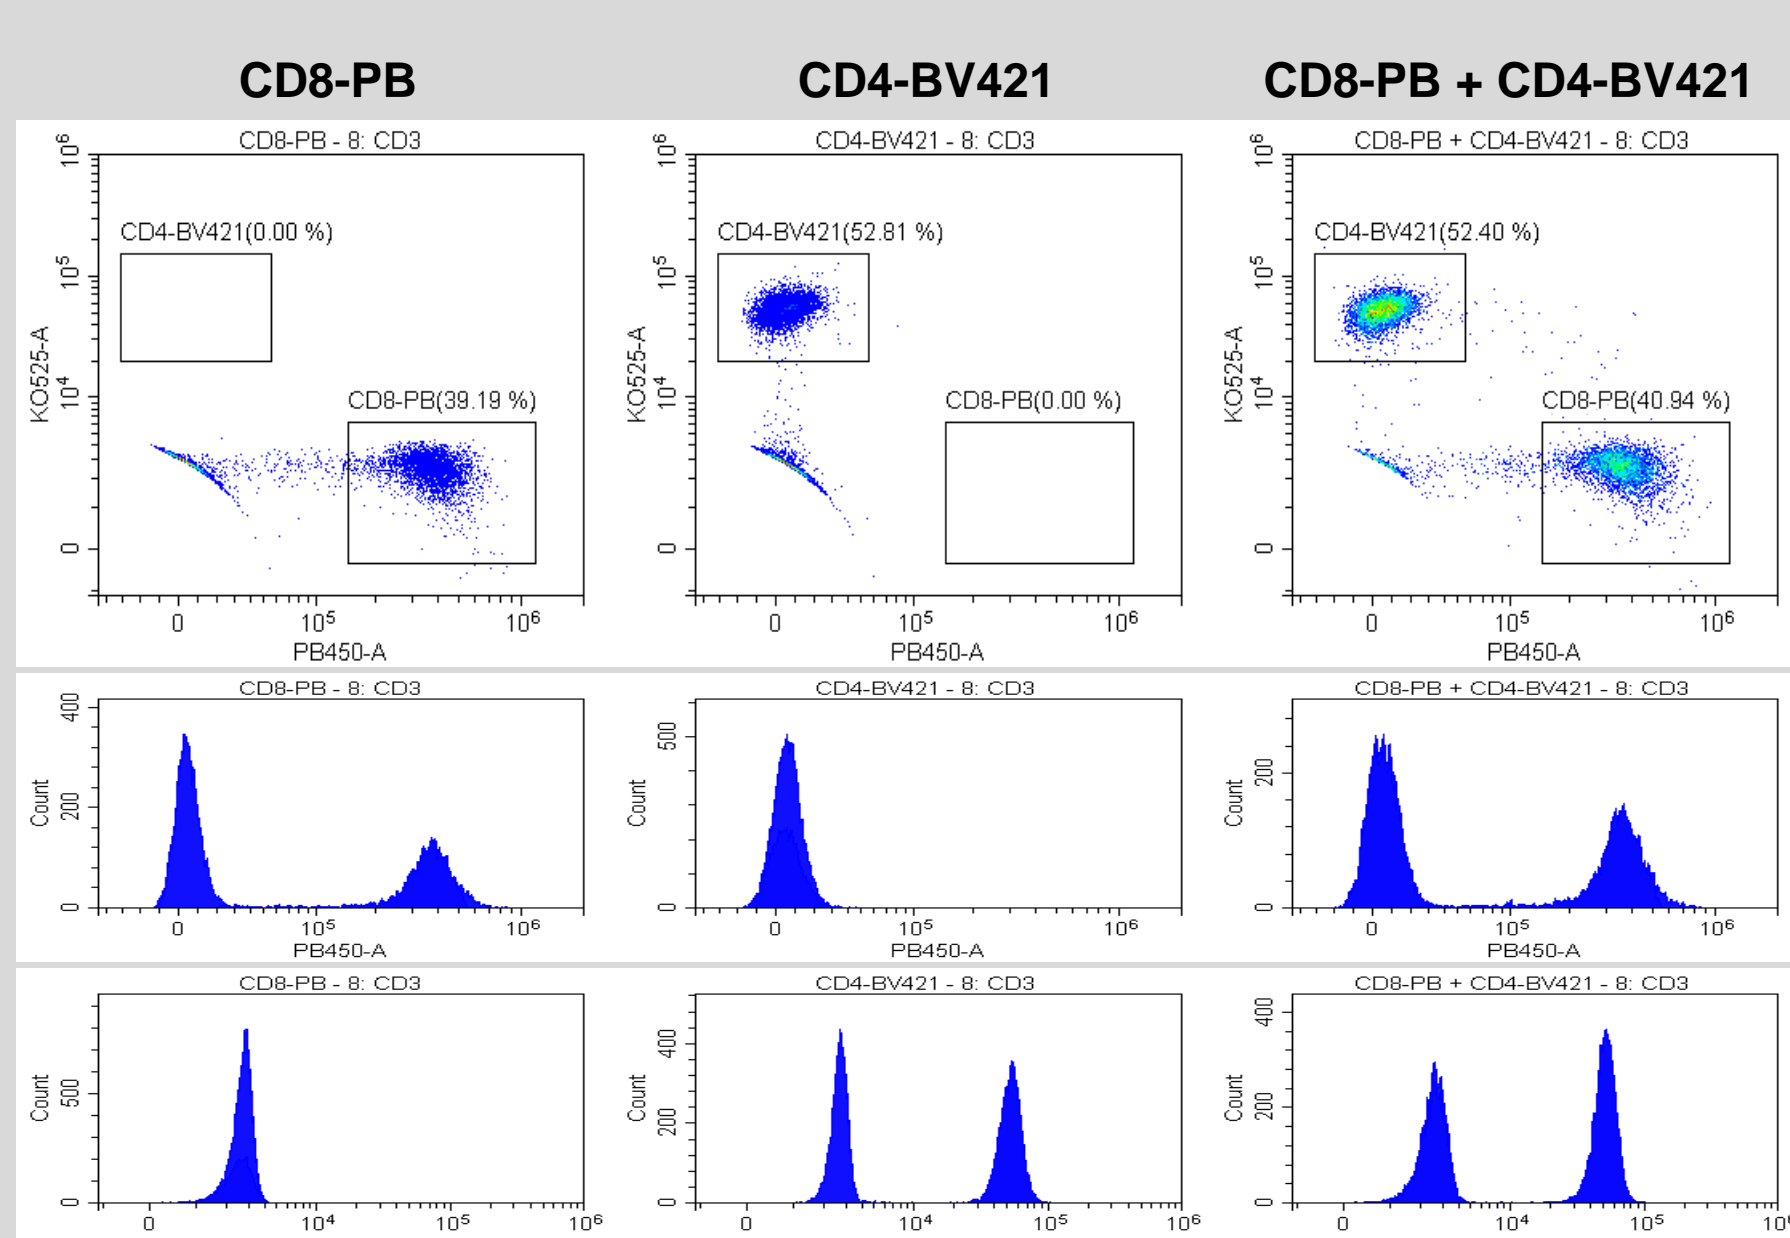 CD8-PB CD4-BV421 CD8-PB + CD4-BV421
CD8-PB - 8: CD3
10⁶
10⁵
10⁴
0
KO525-A
CD4-BV421(0.00 %)
CD8-PB(39.19 %)
0 10⁵ 10⁶
PB450-A
CD4-BV421 - 8: CD3
10⁶
10⁵
10⁴
0
KO525-A
CD4-BV421(52.81 %)
CD8-PB(0.00 %)
0 10⁵ 10⁶
PB450-A
CD8-PB + CD4-BV421 - 8: CD3
10⁶
10⁵
10⁴
0
KO525-A
CD4-BV421(52.40 %)
CD8-PB(40.94 %)
0 10⁵ 10⁶
PB450-A
CD8-PB - 8: CD3
400
200
0
Count
0 10⁵ 10⁶
PB450-A
CD4-BV421 - 8: CD3
500
0
Count
0 10⁵ 10⁶
PB450-A
CD8-PB + CD4-BV421 - 8: CD3
200
0
Count
0 10⁵ 10⁶
PB450-A
CD8-PB - 8: CD3
500
0
Count
0 10⁴ 10⁵ 10⁶
CD4-BV421 - 8: CD3
400
200
0
Count
0 10⁴ 10⁵ 10⁶
CD8-PB + CD4-BV421 - 8: CD3
400
200
0
Count
0 10⁴ 10⁵ 10⁶